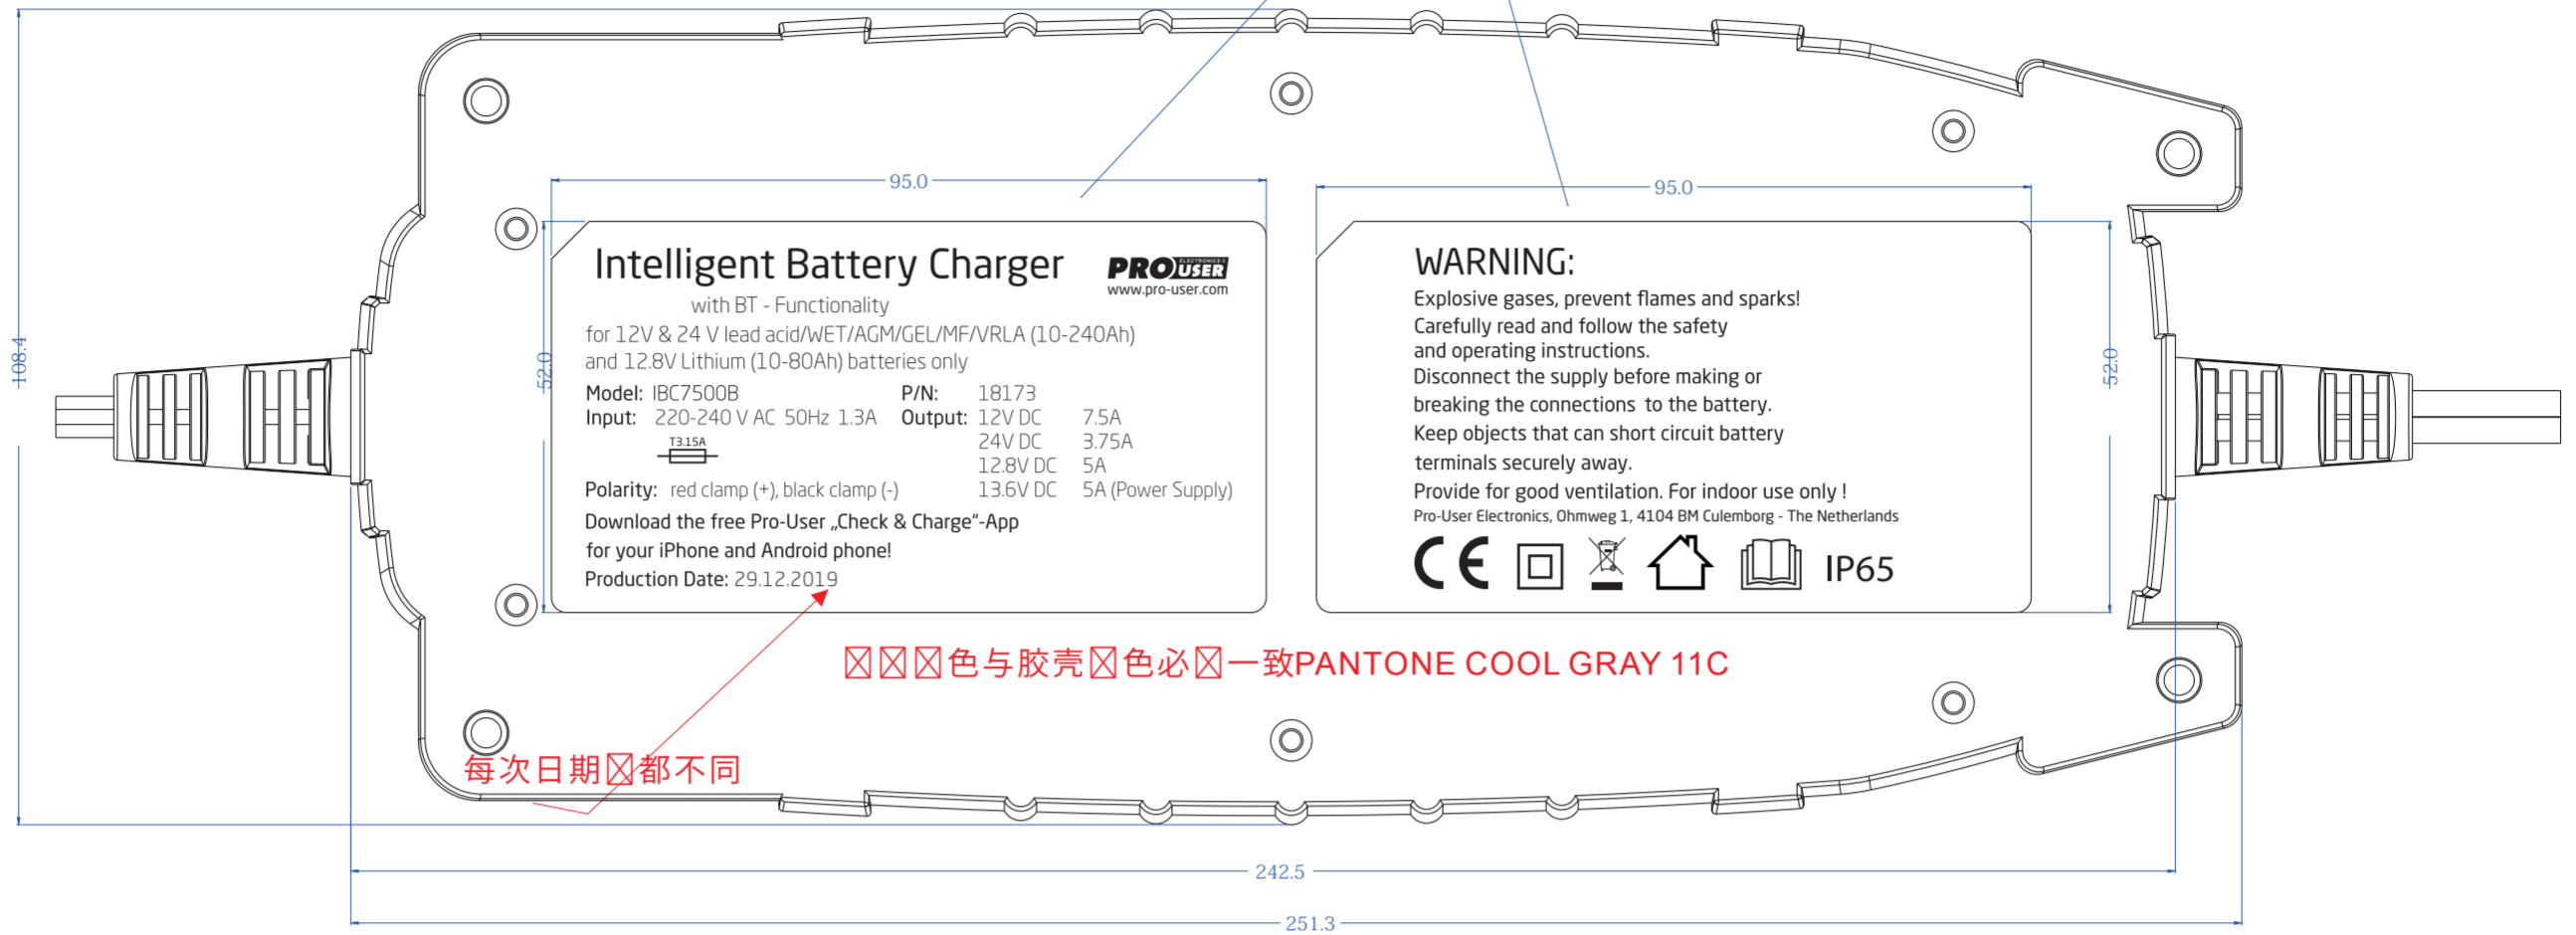 95.0
95.0
108.4
52.0
52.0
Intelligent Battery Charger
PRO USER ELECTRONICS
www.pro-user.com
with BT - Functionality
for 12V & 24 V lead acid/WET/AGM/GEL/MF/VRLA (10-240Ah)
and 12.8V Lithium (10-80Ah) batteries only
Model: IBC7500B P/N: 18173
Input: 220-240 V AC 50Hz 1.3A Output: 12V DC 7.5A
T3.15A 24V DC 3.75A
12.8V DC 5A
Polarity: red clamp (+), black clamp (-) 13.6V DC 5A (Power Supply)
Download the free Pro-User „Check & Charge“-App
for your iPhone and Android phone!
Production Date: 29.12.2019
WARNING:
Explosive gases, prevent flames and sparks!
Carefully read and follow the safety
and operating instructions.
Disconnect the supply before making or
breaking the connections to the battery.
Keep objects that can short circuit battery
terminals securely away.
Provide for good ventilation. For indoor use only !
Pro-User Electronics, Ohmweg 1, 4104 BM Culemborg - The Netherlands
CE IP65
色与胶壳色必一致PANTONE COOL GRAY 11C
每次日期都不同
242.5
251.3